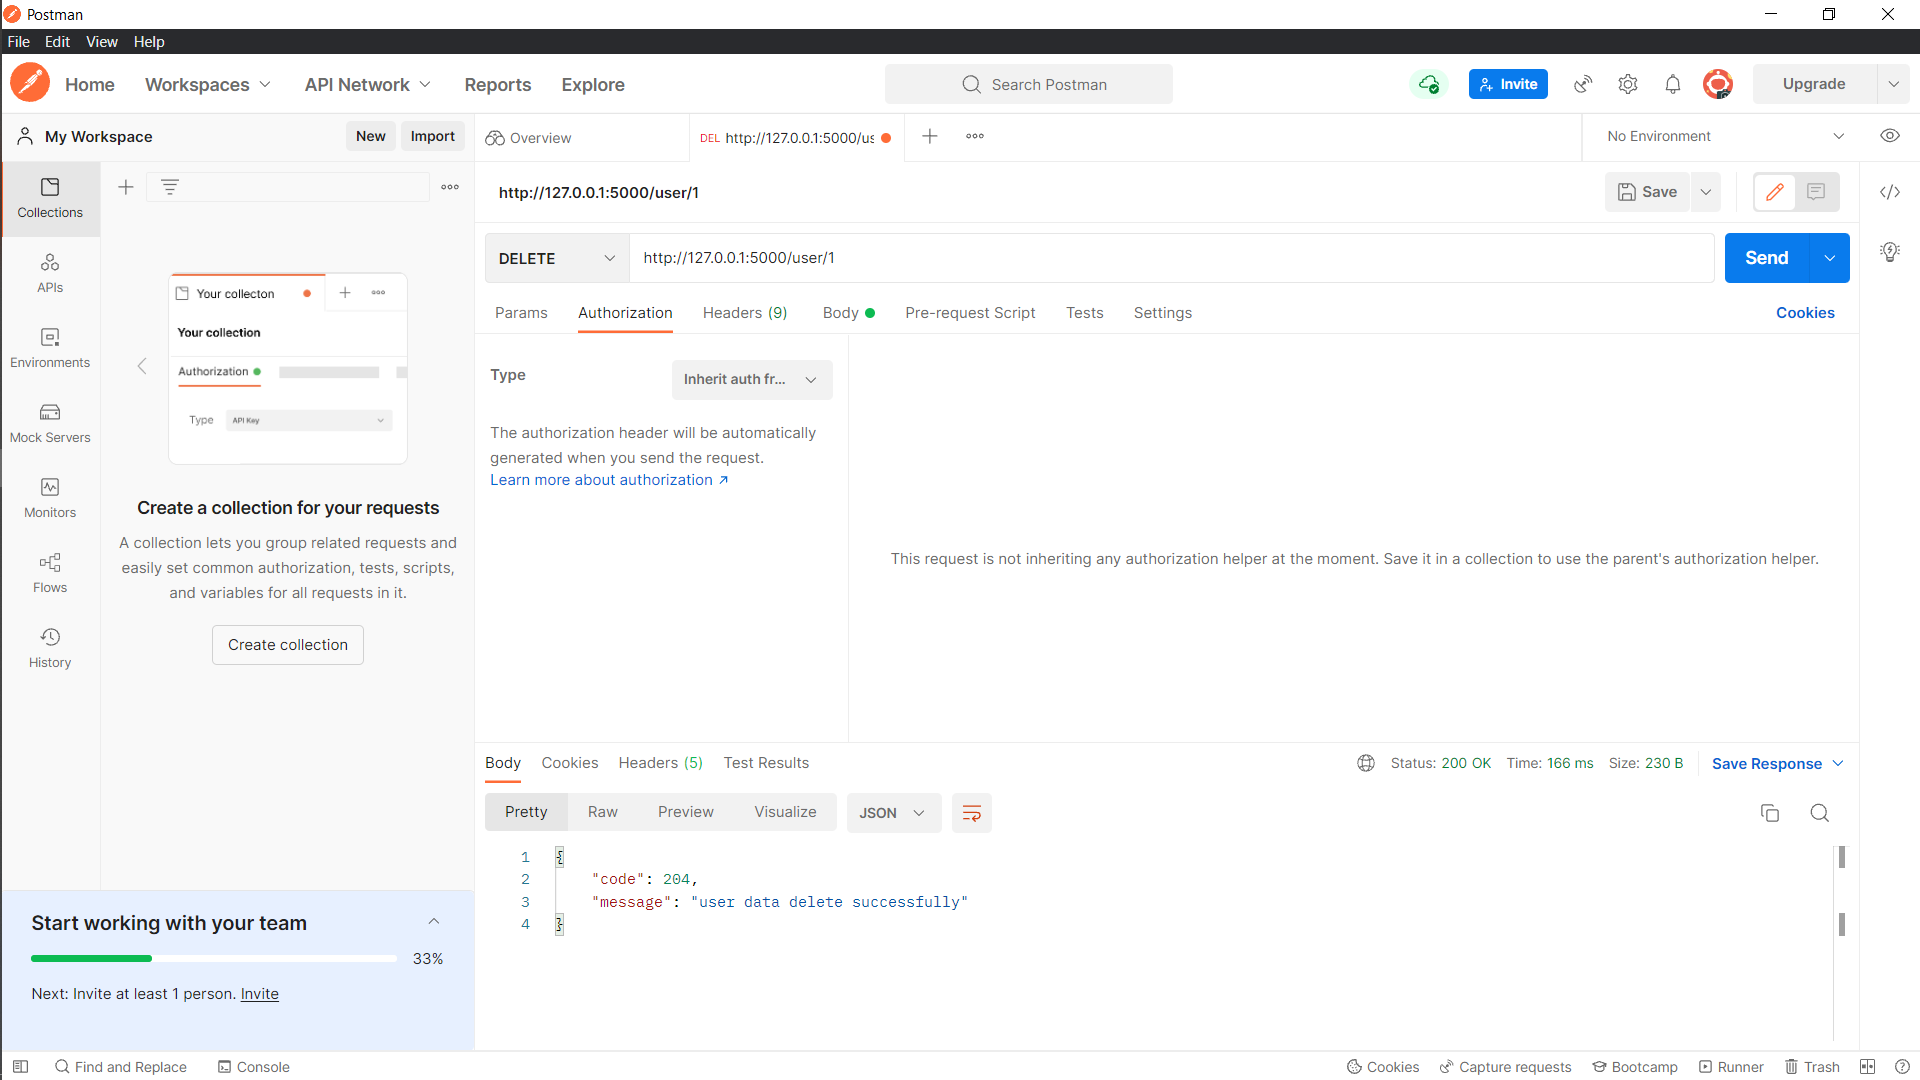 Postman
File Edit View Help
Home Workspaces API Network Reports Explore Search Postman Invite Upgrade
My Workspace New Import Overview DEL http://127.0.0.1:5000/us No Environment
Collections
APIs
Environments
Mock Servers
Monitors
Flows
History
Your collecton
Your collection
Authorization
Type API Key
Create a collection for your requests
A collection lets you group related requests and
easily set common authorization, tests, scripts,
and variables for all requests in it.
Create collection
Start working with your team
33%
Next: Invite at least 1 person. Invite
http://127.0.0.1:5000/user/1 Save
DELETE http://127.0.0.1:5000/user/1 Send
Params Authorization Headers (9) Body Pre-request Script Tests Settings Cookies
Type Inherit auth fr...
The authorization header will be automatically
generated when you send the request.
Learn more about authorization ↗
This request is not inheriting any authorization helper at the moment. Save it in a collection to use the parent's authorization helper.
Body Cookies Headers (5) Test Results Status: 200 OK Time: 166 ms Size: 230 B Save Response
Pretty Raw Preview Visualize JSON
1 {
2 "code": 204,
3 "message": "user data delete successfully"
4 }
Find and Replace Console Cookies Capture requests Bootcamp Runner Trash